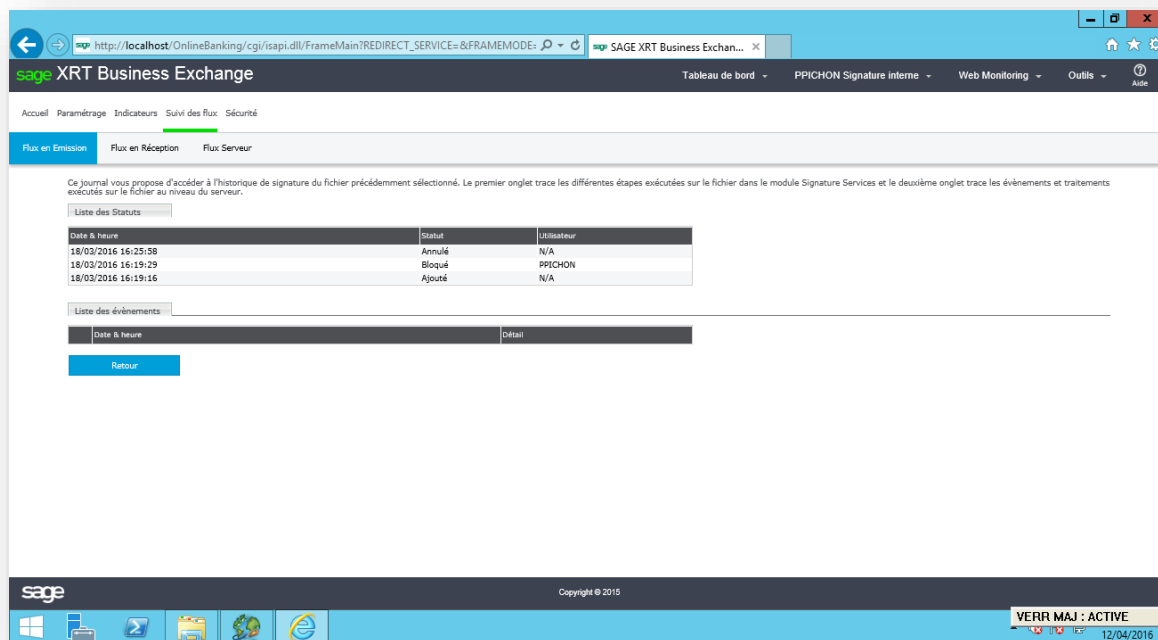 http://localhost/OnlineBanking/cgi/isapi.dll/FrameMain?REDIRECT_SERVICE=&FRAMEMODE=
SAGE XRT Business Exchan...
sage XRT Business Exchange
Tableau de bord
PPICHON Signature interne
Web Monitoring
Outils
Aide
Accueil Paramétrage Indicateurs Suivi des flux Sécurité
Flux en Emission Flux en Réception Flux Serveur
Ce journal vous propose d'accéder à l'historique de signature du fichier précédemment sélectionné. Le premier onglet trace les différentes étapes exécutées sur le fichier dans le module Signature Services et le deuxième onglet trace les évènements et traitements
exécutés sur le fichier au niveau du serveur.
Liste des Statuts
Date & heure Statut Utilisateur
18/03/2016 16:25:58 Annulé N/A
18/03/2016 16:19:29 Bloqué PPICHON
18/03/2016 16:19:16 Ajouté N/A
Liste des évènements
Date & heure Détail
Retour
sage
Copyright © 2015
VERR MAJ : ACTIVE
12/04/2016